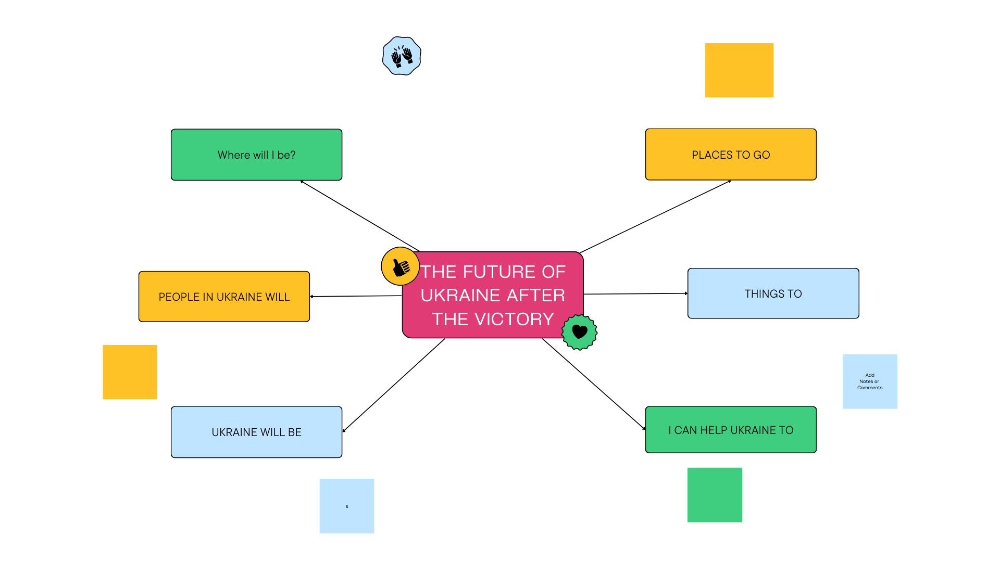 Where will I be?
PLACES TO GO
THE FUTURE OF
UKRAINE AFTER
THE VICTORY
PEOPLE IN UKRAINE WILL
THINGS TO
UKRAINE WILL BE
I CAN HELP UKRAINE TO
Add
Notes or
Comments
s